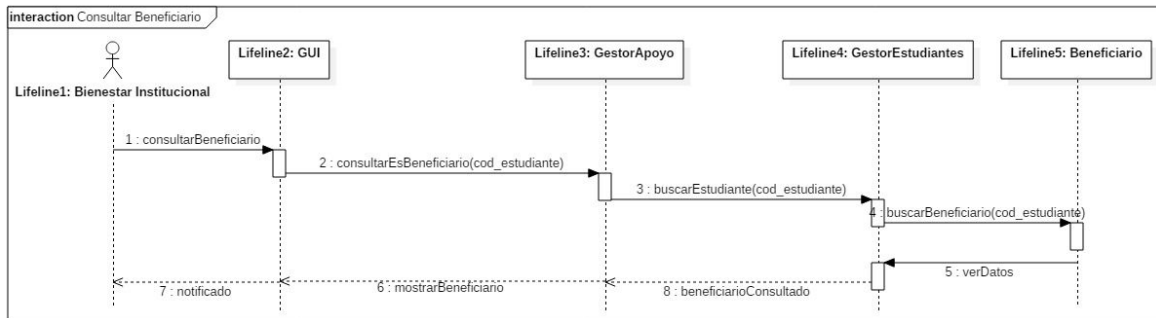 interaction Consultar Beneficiario
Lifeline2: GUI
Lifeline3: GestorApoyo
Lifeline4: GestorEstudiantes
Lifeline5: Beneficiario
Lifeline1: Bienestar Institucional
1 : consultarBeneficiario
2 : consultarEsBeneficiario(cod_estudiante)
3 : buscarEstudiante(cod_estudiante)
4 : buscarBeneficiario(cod_estudiante)
5 : verDatos
7 : notificado
6 : mostrarBeneficiario
8 : beneficiarioConsultado